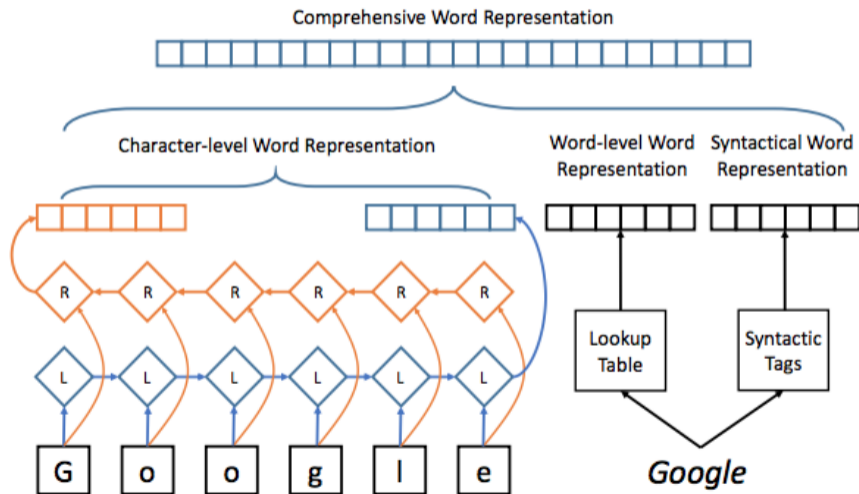 Comprehensive Word Representation
Character-level Word Representation
Word-level Word
Representation
Syntactical Word
Representation
R R R R R R
Lookup
Table
Syntactic
Tags
L L L L L L
G o o g l e
Google